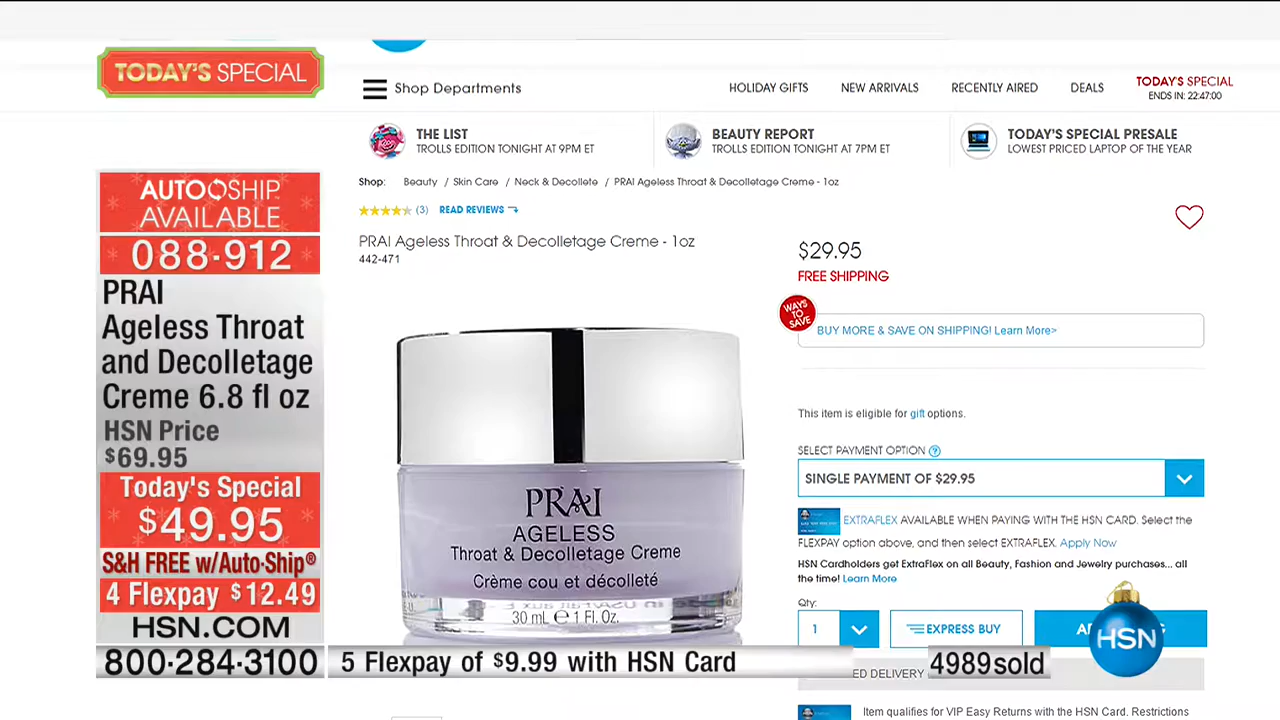 TODAY'S SPECIAL
AUTO SHIP
AVAILABLE
088-912
PRAI
Ageless Throat
and Decolletage
Creme 6.8 fl oz
HSN Price
$69.95
Today's Special
$49.95
S&H FREE w/Auto-Ship®
4 Flexpay $12.49
HSN.COM
800-284-3100
Shop Departments
HOLIDAY GIFTS
NEW ARRIVALS
RECENTLY AIRED
DEALS
TODAY'S SPECIAL
ENDS IN: 22:47:00
THE LIST
TROLLS EDITION TONIGHT AT 9PM ET
BEAUTY REPORT
TROLLS EDITION TONIGHT AT 7PM ET
TODAY'S SPECIAL PRESALE
LOWEST PRICED LAPTOP OF THE YEAR
Shop: Beauty / Skin Care / Neck & Decollete / PRAI Ageless Throat & Decolletage Creme - 1oz
(3) READ REVIEWS
PRAI Ageless Throat & Decolletage Creme - 1oz
442-471
PRAI
AGELESS
Throat & Decolletage Creme
Crème cou et décolleté
30 mL e 1 Fl. Oz.
$29.95
FREE SHIPPING
WAYS
TO
SAVE
BUY MORE & SAVE ON SHIPPING! Learn More>
This item is eligible for gift options.
SELECT PAYMENT OPTION ?
SINGLE PAYMENT OF $29.95
EXTRAFLEX AVAILABLE WHEN PAYING WITH THE HSN CARD. Select the
FLEXPAY option above, and then select EXTRAFLEX. Apply Now
HSN Cardholders get ExtraFlex on all Beauty, Fashion and Jewelry purchases... all
the time! Learn More
Qty:
1
EXPRESS BUY
HSN
5 Flexpay of $9.99 with HSN Card
ED DELIVERY
4989sold
Item qualifies for VIP Easy Returns with the HSN Card. Restrictions